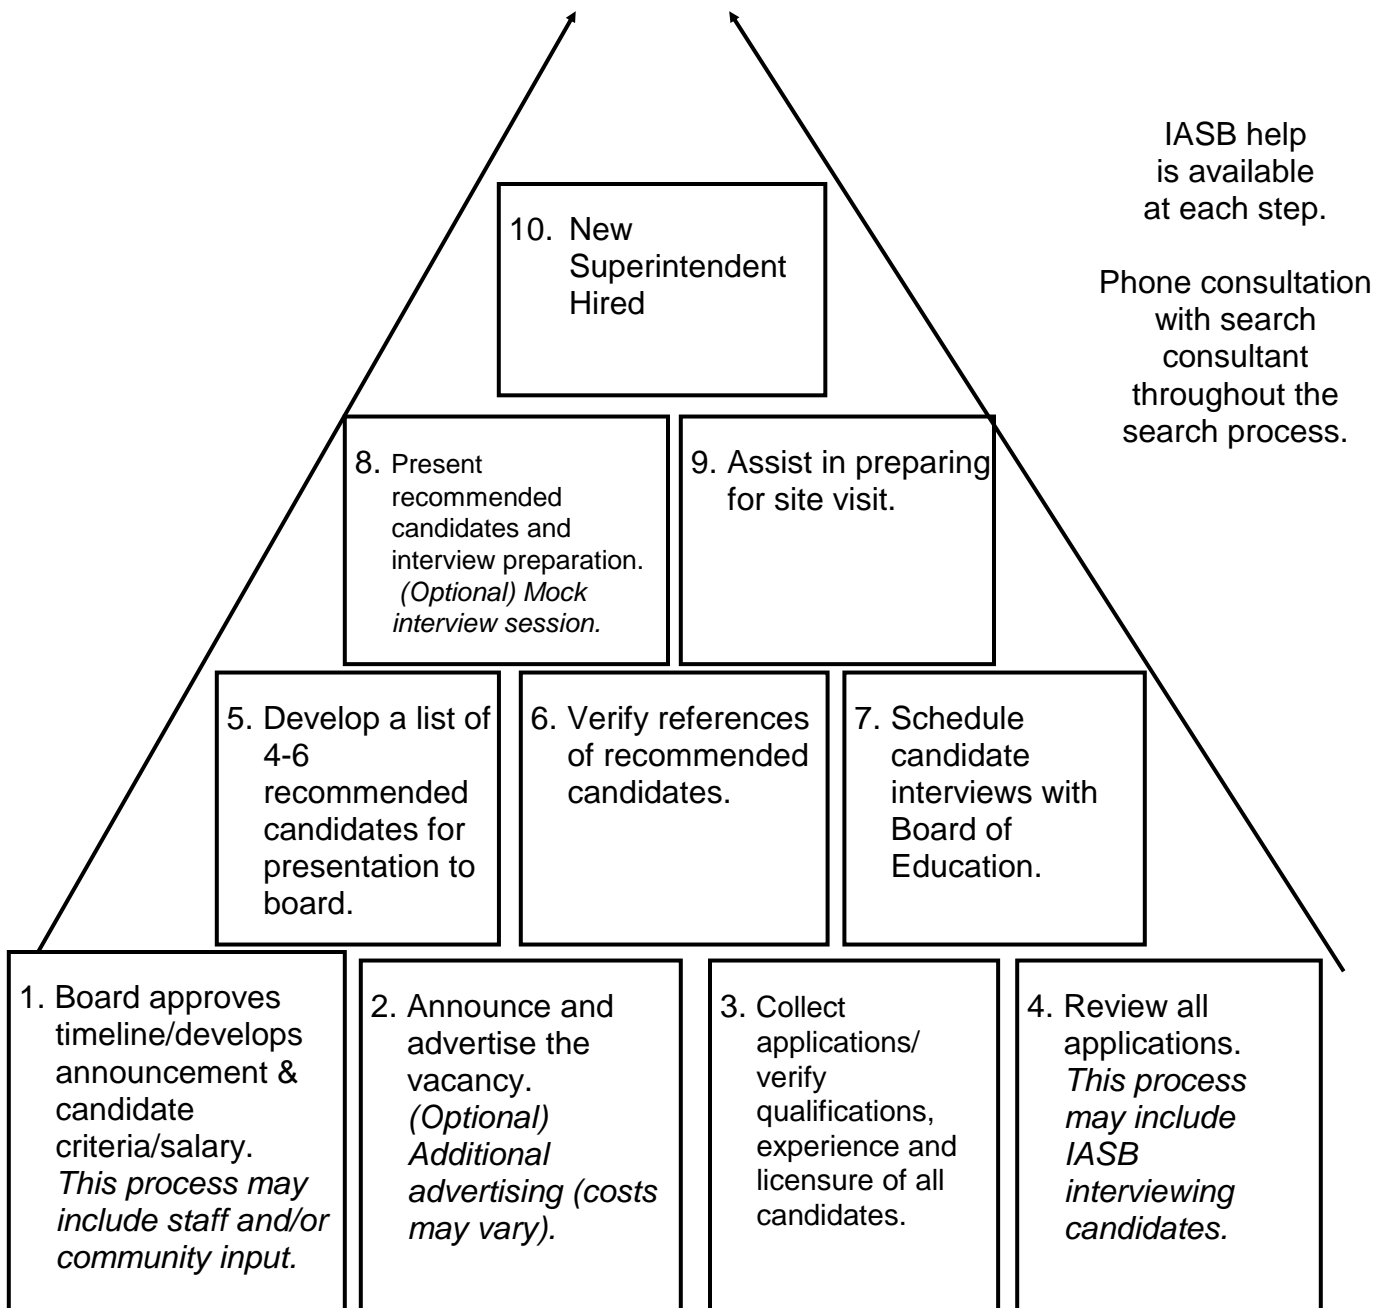 IASB help
is available
at each step.
Phone consultation
with search
consultant
throughout the
search process.
10. New
Superintendent
Hired
8. Present
recommended
candidates and
interview preparation.
(Optional) Mock
interview session.
9. Assist in preparing
for site visit.
5. Develop a list of
4-6
recommended
candidates for
presentation to
board.
6. Verify references
of recommended
candidates.
7. Schedule
candidate
interviews with
Board of
Education.
1. Board approves
timeline/develops
announcement &
candidate
criteria/salary.
This process may
include staff and/or
community input.
2. Announce and
advertise the
vacancy.
(Optional)
Additional
advertising (costs
may vary).
3. Collect
applications/
verify
qualifications,
experience and
licensure of all
candidates.
4. Review all
applications.
This process
may include
IASB
interviewing
candidates.